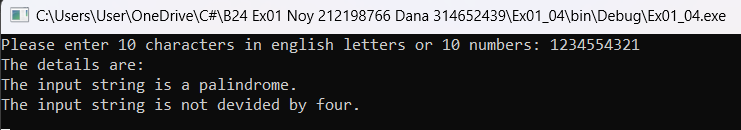 C:\Users\User\OneDrive\C#\B24 Ex01 Noy 212198766 Dana 314652439\Ex01_04\bin\Debug\Ex01_04.exe
Please enter 10 characters in english letters or 10 numbers: 1234554321
The details are:
The input string is a palindrome.
The input string is not devided by four.